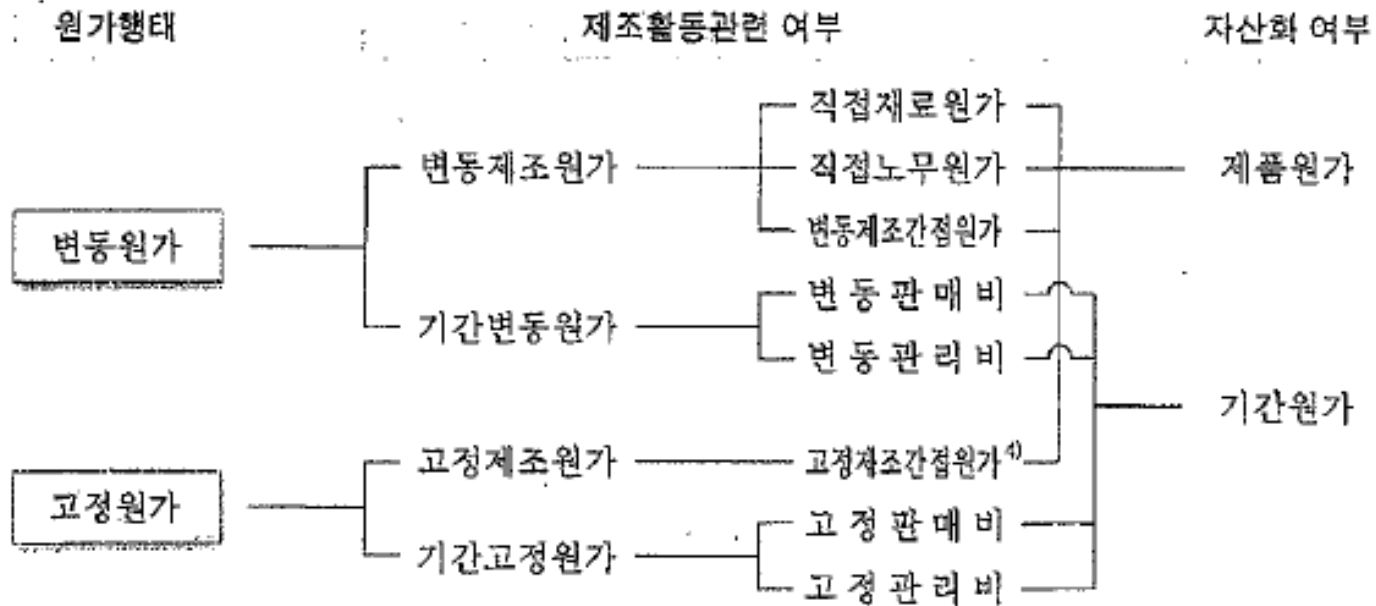 원가행태 제조활동관련 여부 자산화 여부
직접재료원가
변동제조원가 직접노무원가 제품원가
변동제조간접원가
변동원가
변동판매비
기간변동원가
변동관리비
기간원가
고정제조원가 고정제조간접원가4)
고정원가
고정판매비
기간고정원가
고정관리비